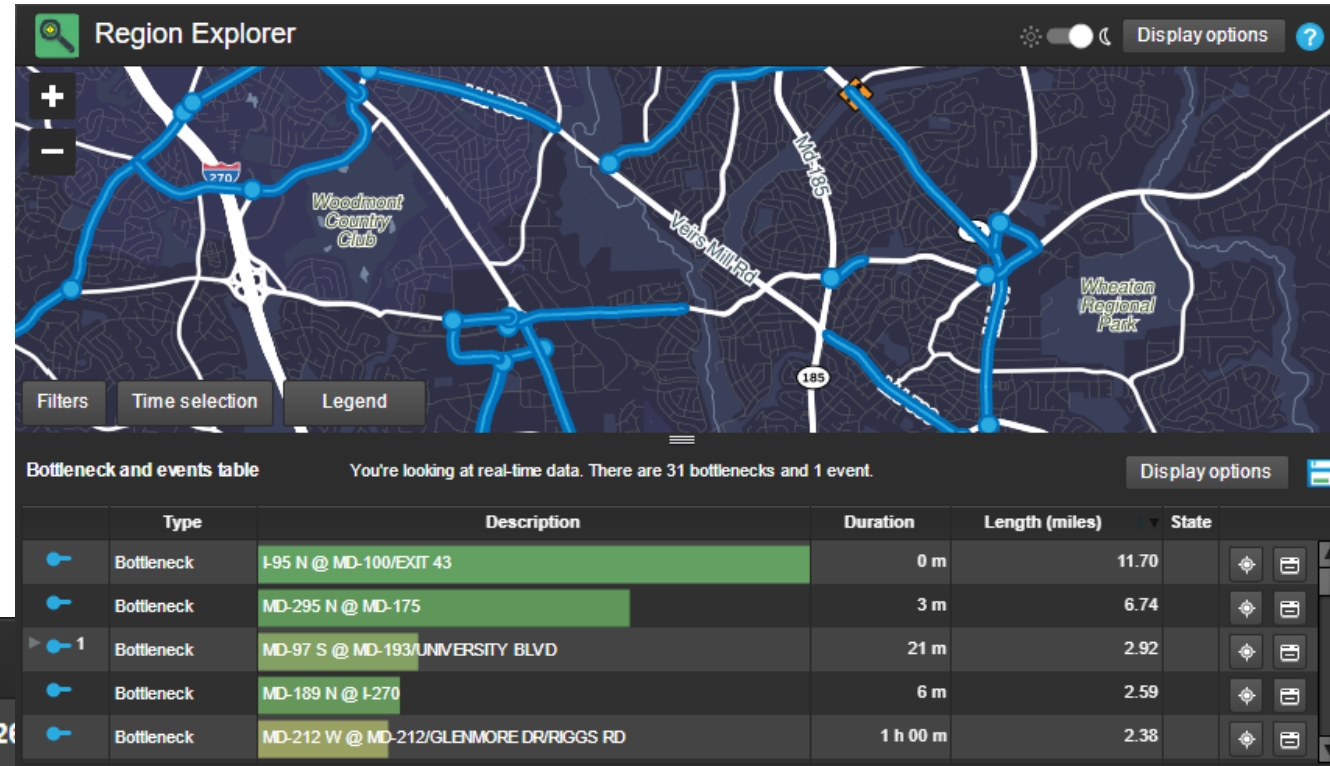 Region Explorer
Display options
?
+
−
270
Woodmont
Country
Club
Md-185
Veirs Mill Rd
Wheaton
Regional
Park
185
Filters
Time selection
Legend
Bottleneck and events table
You're looking at real-time data. There are 31 bottlenecks and 1 event.
Display options
Type Description Duration Length (miles) State
Bottleneck I-95 N @ MD-100/EXIT 43 0 m 11.70
Bottleneck MD-295 N @ MD-175 3 m 6.74
1 Bottleneck MD-97 S @ MD-193/UNIVERSITY BLVD 21 m 2.92
Bottleneck MD-189 N @ I-270 6 m 2.59
Bottleneck MD-212 W @ MD-212/GLENMORE DR/RIGGS RD 1 h 00 m 2.38